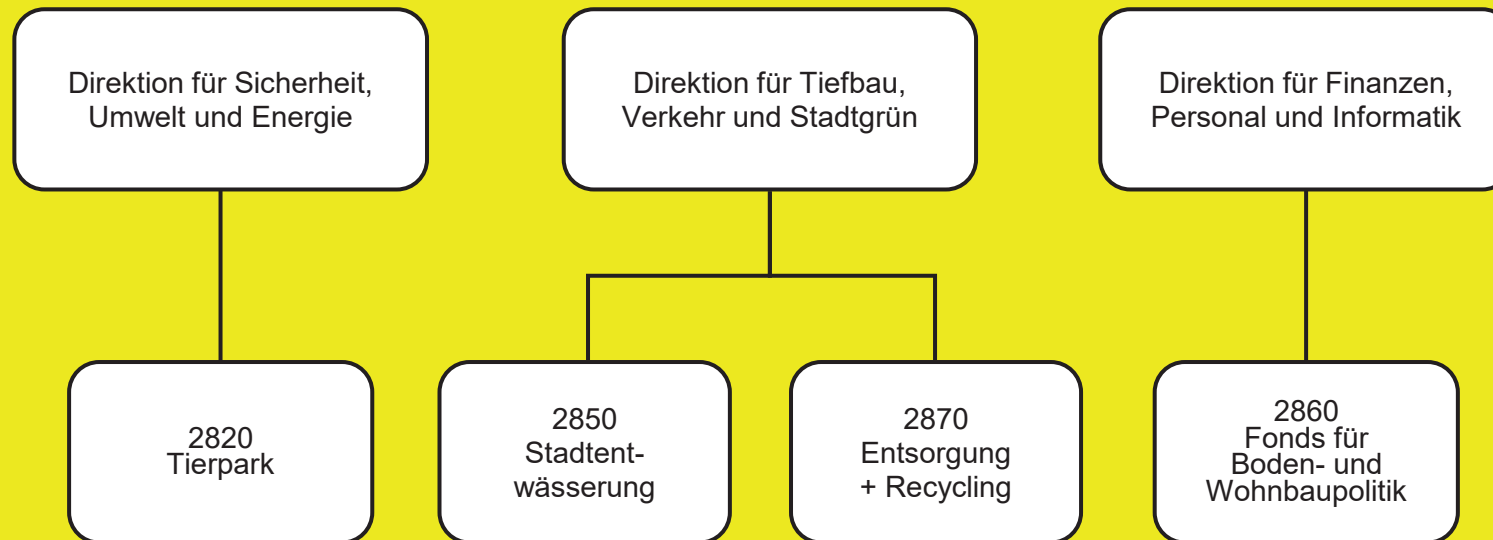 Direktion für Sicherheit,
Umwelt und Energie
Direktion für Tiefbau,
Verkehr und Stadtgrün
Direktion für Finanzen,
Personal und Informatik
2820
Tierpark
2850
Stadtent-
wässerung
2870
Entsorgung
+ Recycling
2860
Fonds für
Boden- und
Wohnbaupolitik